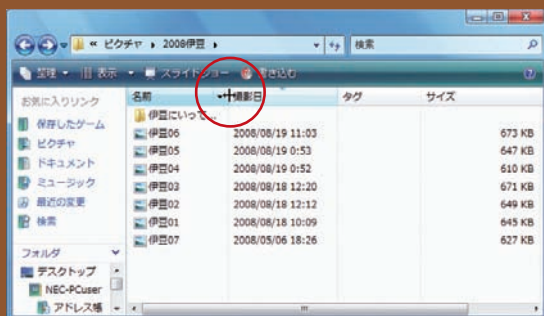 « ピクチャ ▸ 2008伊豆 ▸ 検索
整理 表示 スライドショー 書き込む
お気に入りリンク
保存したゲーム
ピクチャ
ドキュメント
ミュージック
最近の変更
検索
フォルダ
デスクトップ
NEC-PCuser
アドレス帳
名前 撮影日 タグ サイズ
伊豆にいって...
伊豆06 2008/08/19 11:03 673 KB
伊豆05 2008/08/19 0:53 647 KB
伊豆04 2008/08/19 0:52 610 KB
伊豆03 2008/08/18 12:20 671 KB
伊豆02 2008/08/18 12:12 649 KB
伊豆01 2008/08/18 10:09 645 KB
伊豆07 2008/05/06 18:26 627 KB